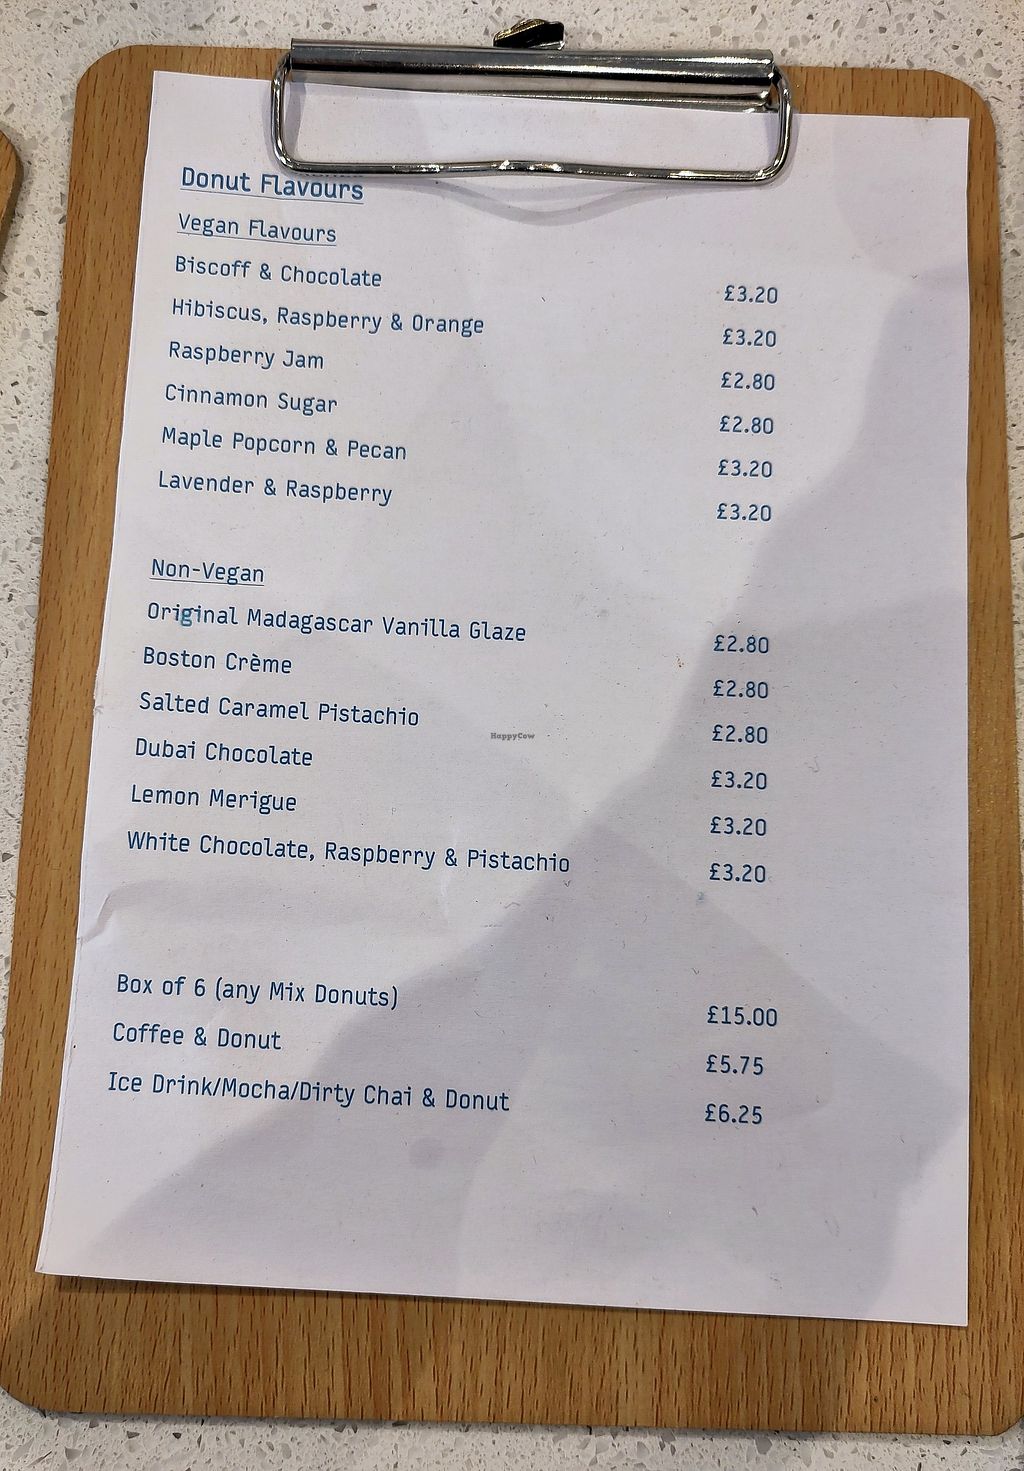 Donut Flavours
Vegan Flavours
Biscoff & Chocolate £3.20
Hibiscus, Raspberry & Orange £3.20
Raspberry Jam £2.80
Cinnamon Sugar £2.80
Maple Popcorn & Pecan £3.20
Lavender & Raspberry £3.20
Non-Vegan
Original Madagascar Vanilla Glaze £2.80
Boston Crème £2.80
Salted Caramel Pistachio £2.80
Dubai Chocolate £3.20
Lemon Merigue £3.20
White Chocolate, Raspberry & Pistachio £3.20
Box of 6 (any Mix Donuts) £15.00
Coffee & Donut £5.75
Ice Drink/Mocha/Dirty Chai & Donut £6.25
HappyCow